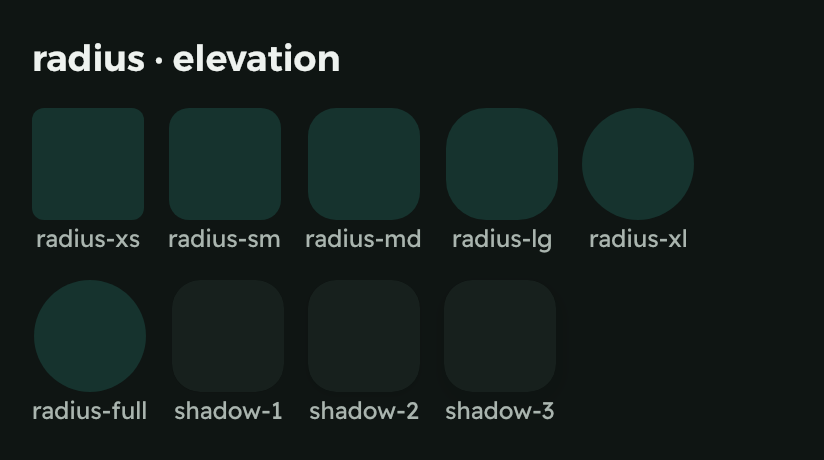 radius · elevation
radius-xs radius-sm radius-md radius-lg radius-xl
radius-full shadow-1 shadow-2 shadow-3